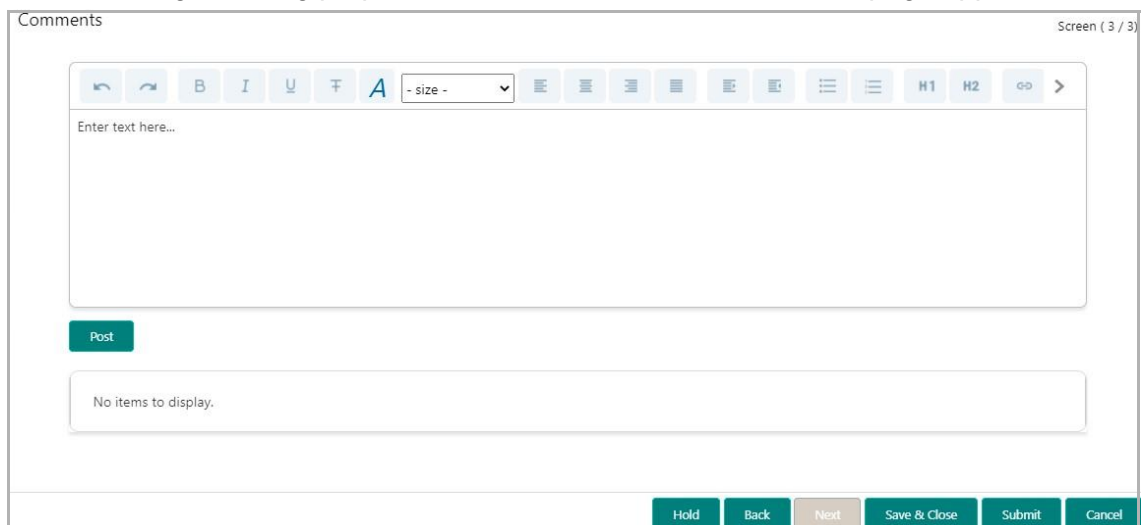 Comments
Screen ( 3 / 3)
B I U T A - size - H1 H2
Enter text here...
Post
No items to display.
Hold Back Next Save & Close Submit Cancel